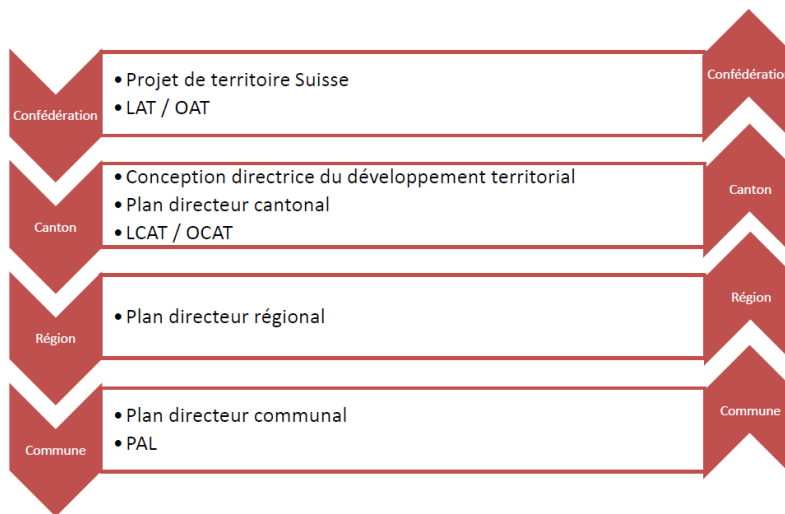 Confédération
• Projet de territoire Suisse
• LAT / OAT
Confédération
Canton
• Conception directrice du développement territorial
• Plan directeur cantonal
• LCAT / OCAT
Canton
Région
• Plan directeur régional
Région
Commune
• Plan directeur communal
• PAL
Commune